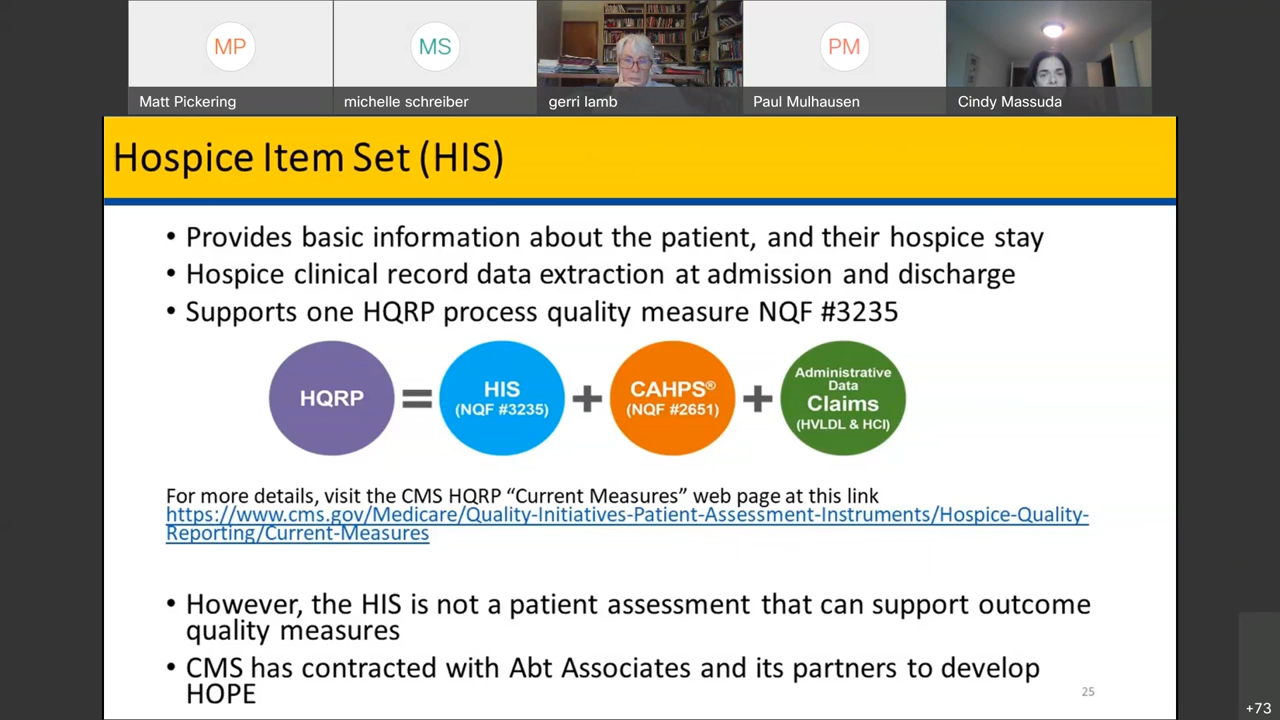 MP
MS
PM
Matt Pickering
michelle schreiber
gerri lamb
Paul Mulhausen
Cindy Massuda
Hospice Item Set (HIS)
• Provides basic information about the patient, and their hospice stay
• Hospice clinical record data extraction at admission and discharge
• Supports one HQRP process quality measure NQF #3235
HQRP
=
HIS
(NQF #3235)
+
CAHPS®
(NQF #2651)
+
Administrative
Data
Claims
(HVLDL & HCI)
For more details, visit the CMS HQRP “Current Measures” web page at this link
https://www.cms.gov/Medicare/Quality-Initiatives-Patient-Assessment-Instruments/Hospice-Quality-
Reporting/Current-Measures
• However, the HIS is not a patient assessment that can support outcome
quality measures
• CMS has contracted with Abt Associates and its partners to develop
HOPE
25
+73